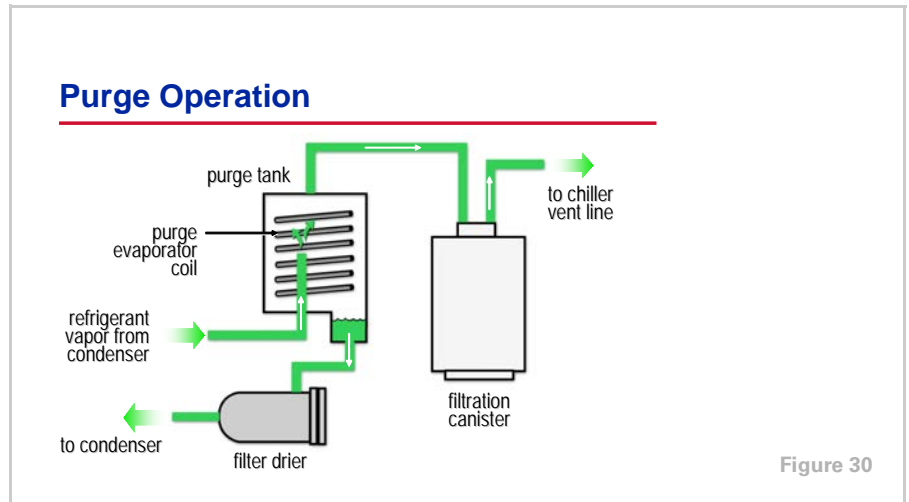 Purge Operation
purge tank
to chiller
vent line
purge
evaporator
coil
refrigerant
vapor from
condenser
filtration
canister
to condenser
filter drier
Figure 30